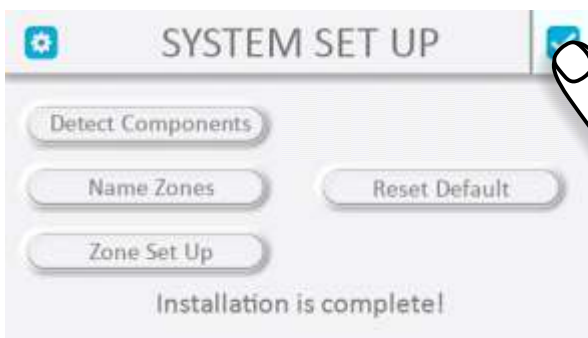 SYSTEM SET UP
Detect Components
Name Zones
Reset Default
Zone Set Up
Installation is complete!